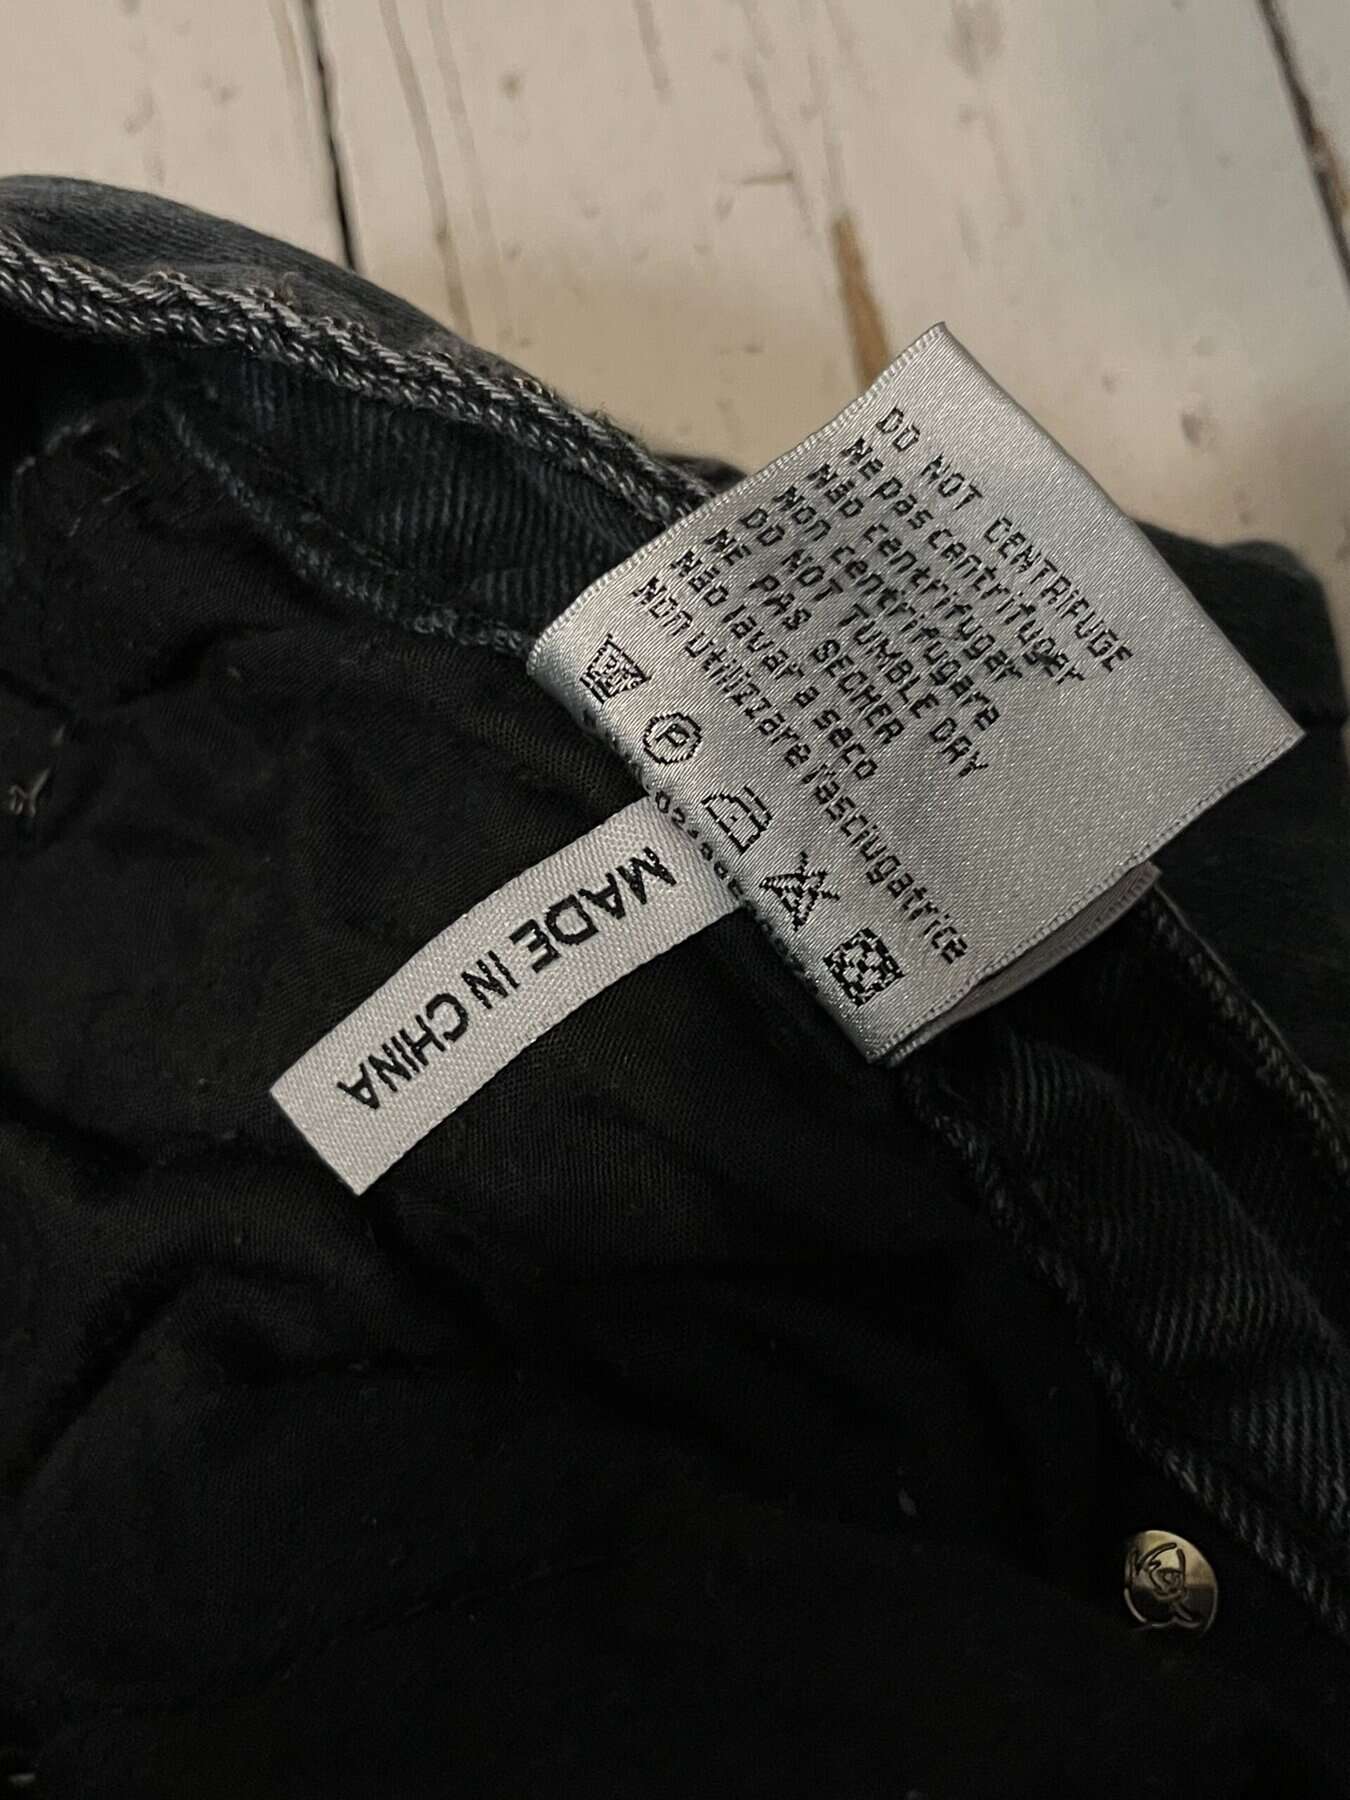 DO NOT CENTRIFUGE
Ne pas centrifugEY
Não centrifugar
Non centrifugare
DO NOT TUMBLE DRY
NE PAS SECHER
Não lavar a seco
Non utilizzare l'asciugatrice
P
MADE IN CHINA